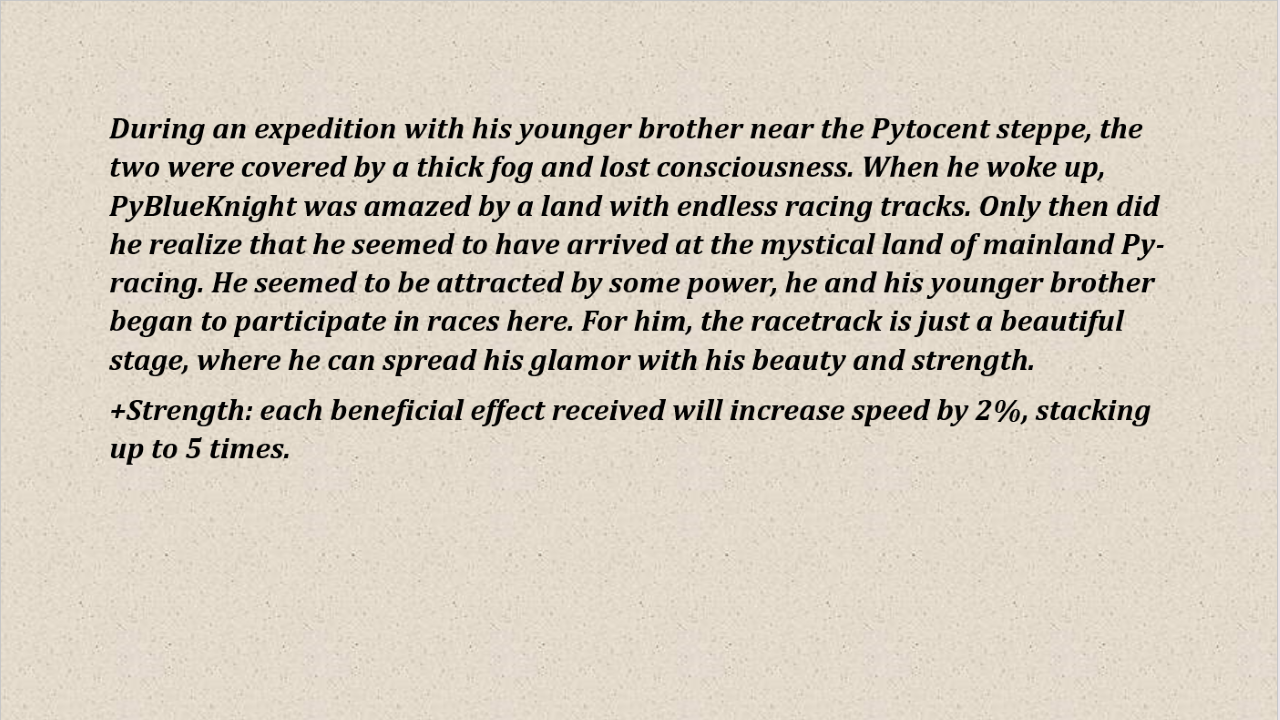 During an expedition with his younger brother near the Pytocent steppe, the
two were covered by a thick fog and lost consciousness. When he woke up,
PyBlueKnight was amazed by a land with endless racing tracks. Only then did
he realize that he seemed to have arrived at the mystical land of mainland Py-
racing. He seemed to be attracted by some power, he and his younger brother
began to participate in races here. For him, the racetrack is just a beautiful
stage, where he can spread his glamor with his beauty and strength.
+Strength: each beneficial effect received will increase speed by 2%, stacking
up to 5 times.